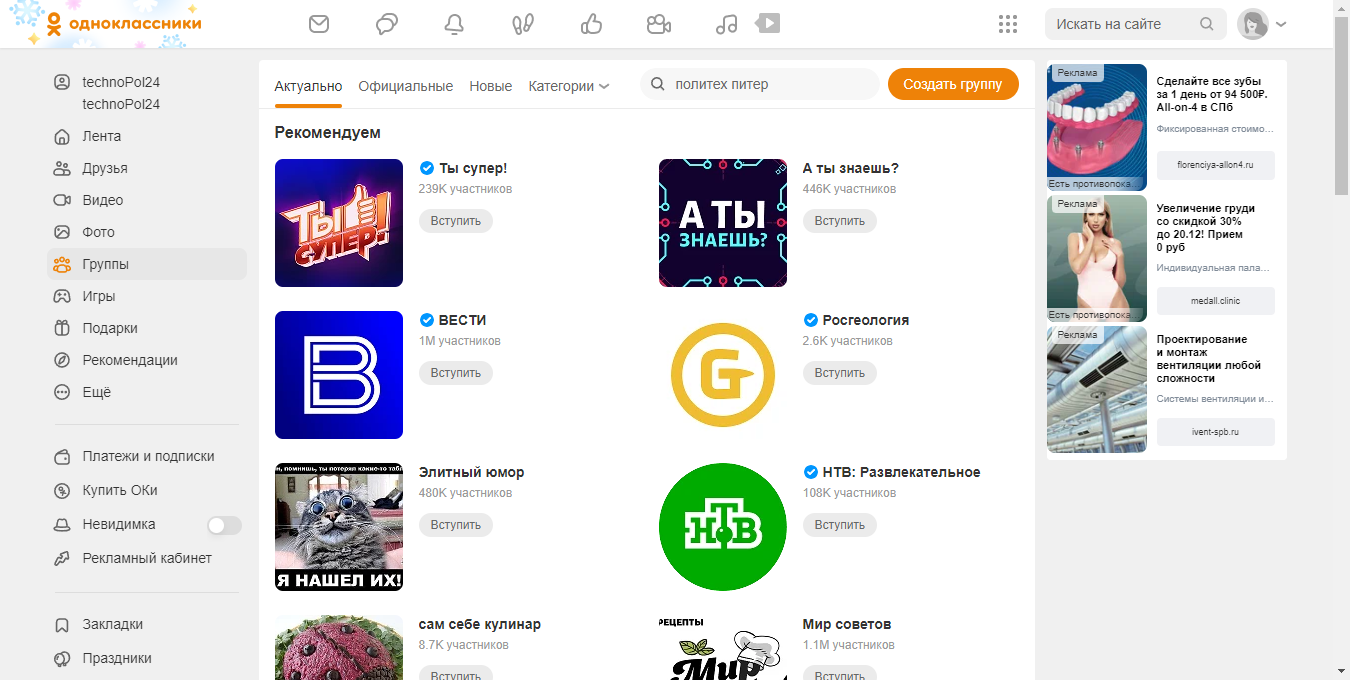 одноклассники
Искать на сайте
technoPol24
technoPol24
Лента
Друзья
Видео
Фото
Группы
Игры
Подарки
Рекомендации
Ещё
Платежи и подписки
Купить ОКи
Невидимка
Рекламный кабинет
Закладки
Праздники
Актуально
Официальные
Новые
Категории
политех питер
Создать группу
Рекомендуем
ТЫ
СУПЕР!
Ты супер!
239K участников
Вступить
А ТЫ
ЗНАЕШЬ?
А ты знаешь?
446K участников
Вступить
В
ВЕСТИ
1M участников
Вступить
G
Росгеология
2.6K участников
Вступить
помнишь, ты потерял какие-то
Я НАШЕЛ ИХ!
Элитный юмор
480K участников
Вступить
НТВ
НТВ: Развлекательное
108K участников
Вступить
сам себе кулинар
8.7K участников
Вступить
РЕЦЕПТЫ
Мир
Мир советов
1.1M участников
Вступить
Реклама
Есть противопока...
Сделайте все зубы
за 1 день от 94 500₽.
All-on-4 в СПб
Фиксированная стоимо...
florenciya-allon4.ru
Реклама
Есть противопока...
Увеличение груди
со скидкой 30%
до 20.12! Прием
0 руб
Индивидуальная пала...
medall.clinic
Реклама
Проектирование
и монтаж
вентиляции любой
сложности
Системы вентиляции и...
ivent-spb.ru